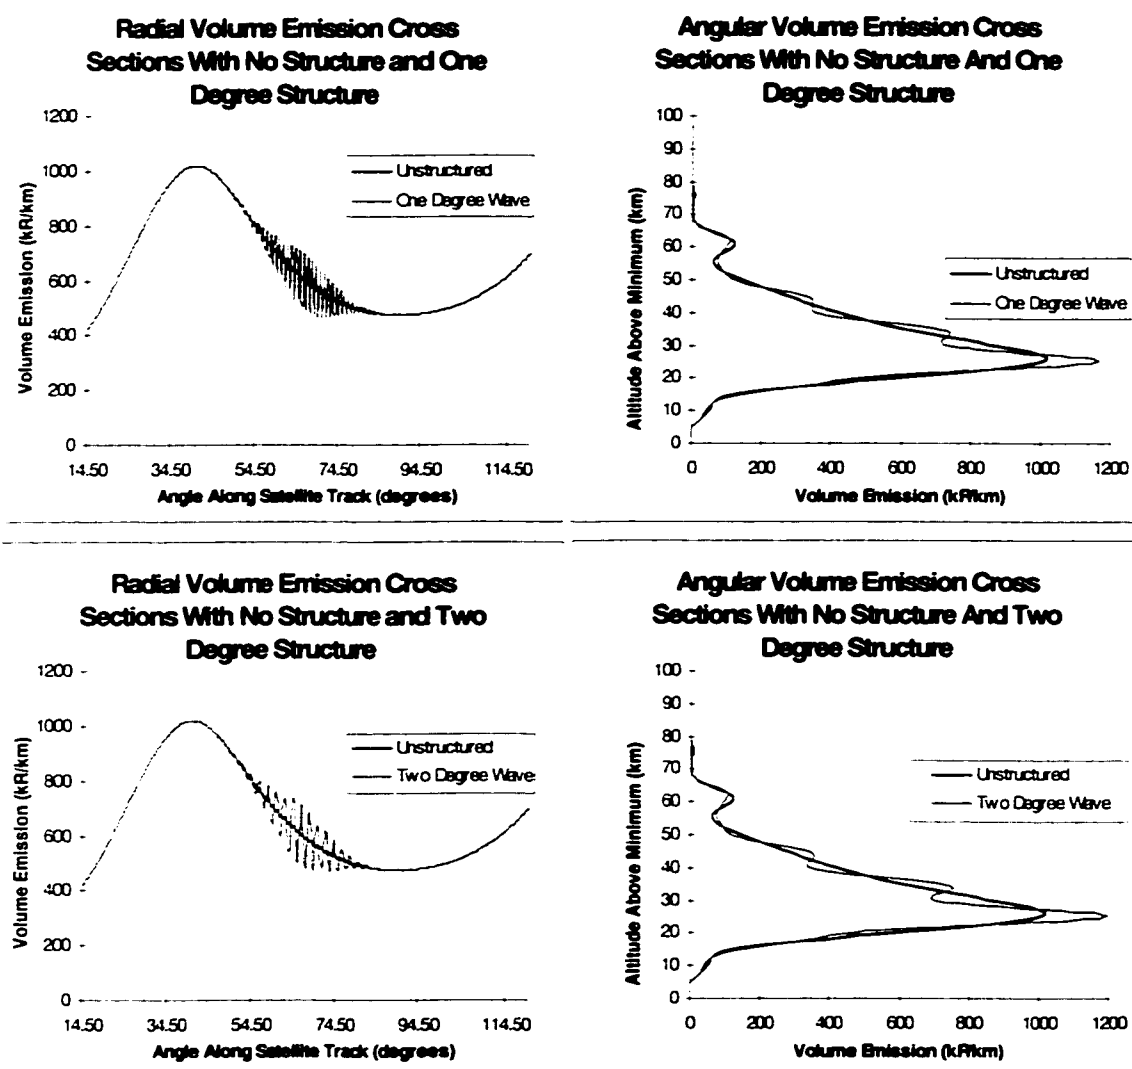 Radial Volume Emission Cross
Sections With No Structure and One
Degree Structure
1200
1000
800
600
400
200
0
Volume Emission (kR/km)
Unstructured
One Degree Wave
14.50 34.50 54.50 74.50 94.50 114.50
Angle Along Satellite Track (degrees)
Angular Volume Emission Cross
Sections With No Structure And One
Degree Structure
100
90
80
70
60
50
40
30
20
10
0
Altitude Above Minimum (km)
Unstructured
One Degree Wave
0 200 400 600 800 1000 1200
Volume Emission (kR/km)
Radial Volume Emission Cross
Sections With No Structure and Two
Degree Structure
1200
1000
800
600
400
200
0
Volume Emission (kR/km)
Unstructured
Two Degree Wave
14.50 34.50 54.50 74.50 94.50 114.50
Angle Along Satellite Track (degrees)
Angular Volume Emission Cross
Sections With No Structure And Two
Degree Structure
100
90
80
70
60
50
40
30
20
10
0
Altitude Above Minimum (km)
Unstructured
Two Degree Wave
0 200 400 600 800 1000 1200
Volume Emission (kR/km)